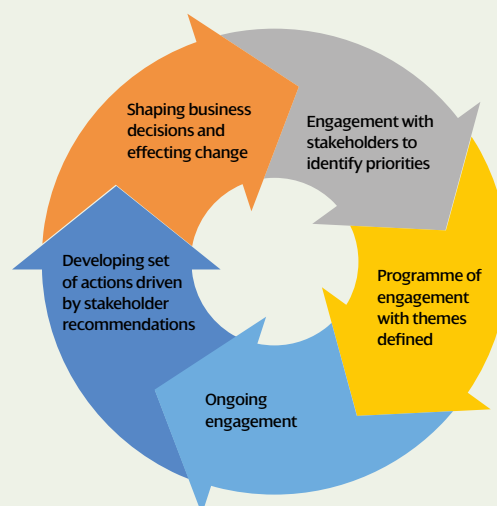 Shaping business
decisions and
effecting change
Engagement with
stakeholders to
identify priorities
Programme of
engagement
with themes
defined
Ongoing
engagement
Developing set
of actions driven
by stakeholder
recommendations